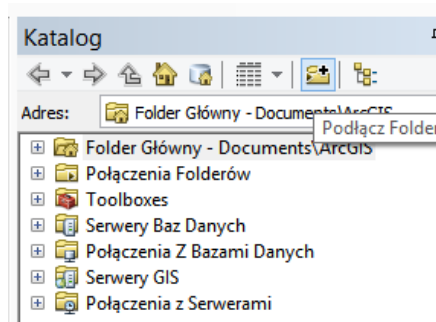 Katalog
Adres:
Folder Główny - Documents\ArcGIS
Podłącz Folder
Folder Główny - Documents\ArcGIS
Połączenia Folderów
Toolboxes
Serwery Baz Danych
Połączenia Z Bazami Danych
Serwery GIS
Połączenia z Serwerami